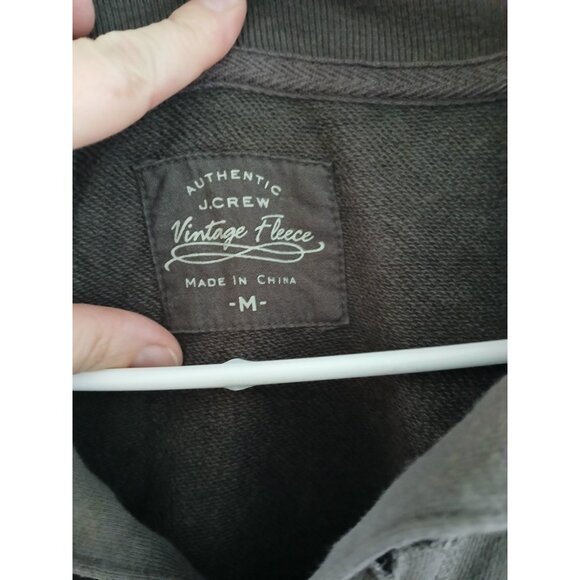 AUTHENTIC
J.CREW
Vintage Fleece
MADE IN CHINA
-M-